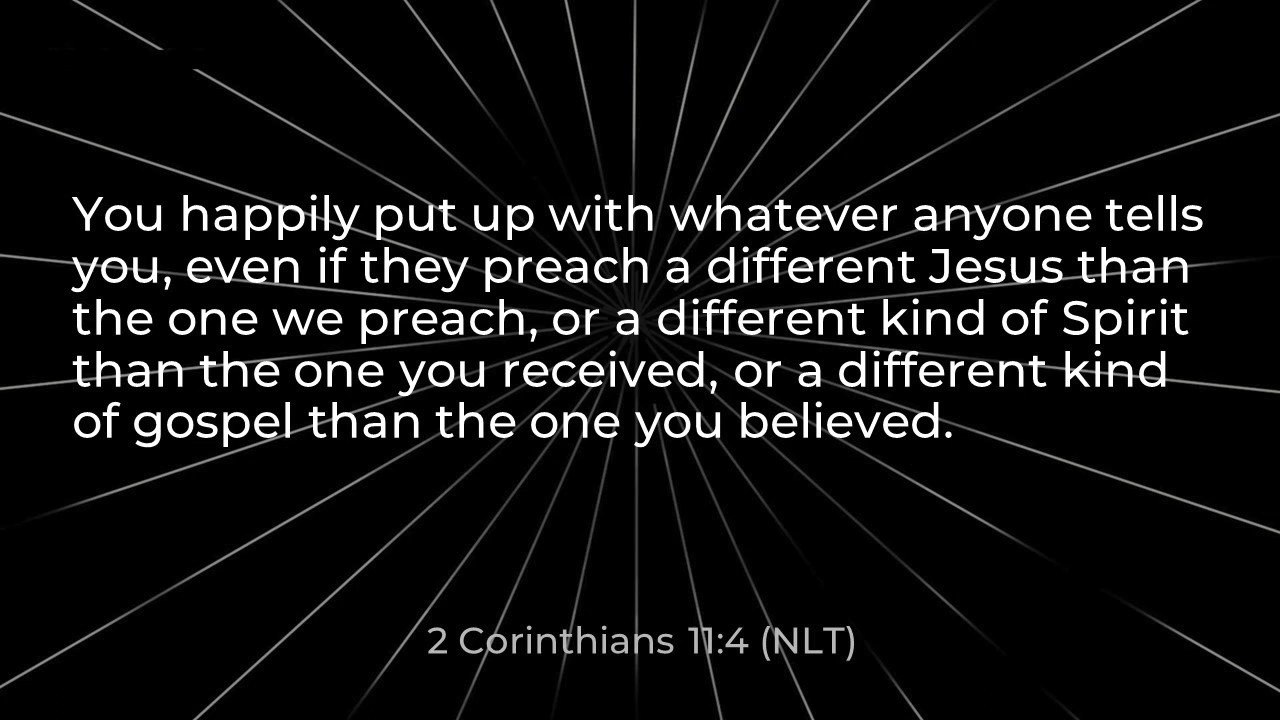 You happily put up with whatever anyone tells
you, even if they preach a different Jesus than
the one we preach, or a different kind of Spirit
than the one you received, or a different kind
of gospel than the one you believed.
2 Corinthians 11:4 (NLT)